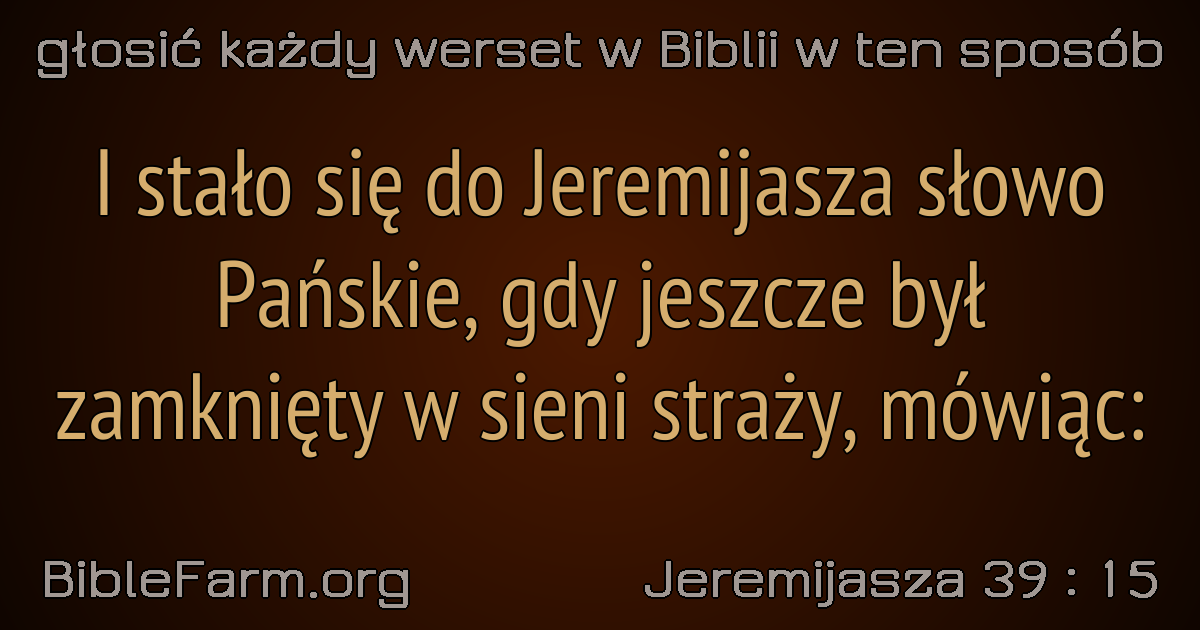 głosić każdy werset w Biblii w ten sposób
I stało się do Jeremijasza słowo
Pańskie, gdy jeszcze był
zamknięty w sieni straży, mówiąc:
BibleFarm.org
Jeremijasza 39 : 15